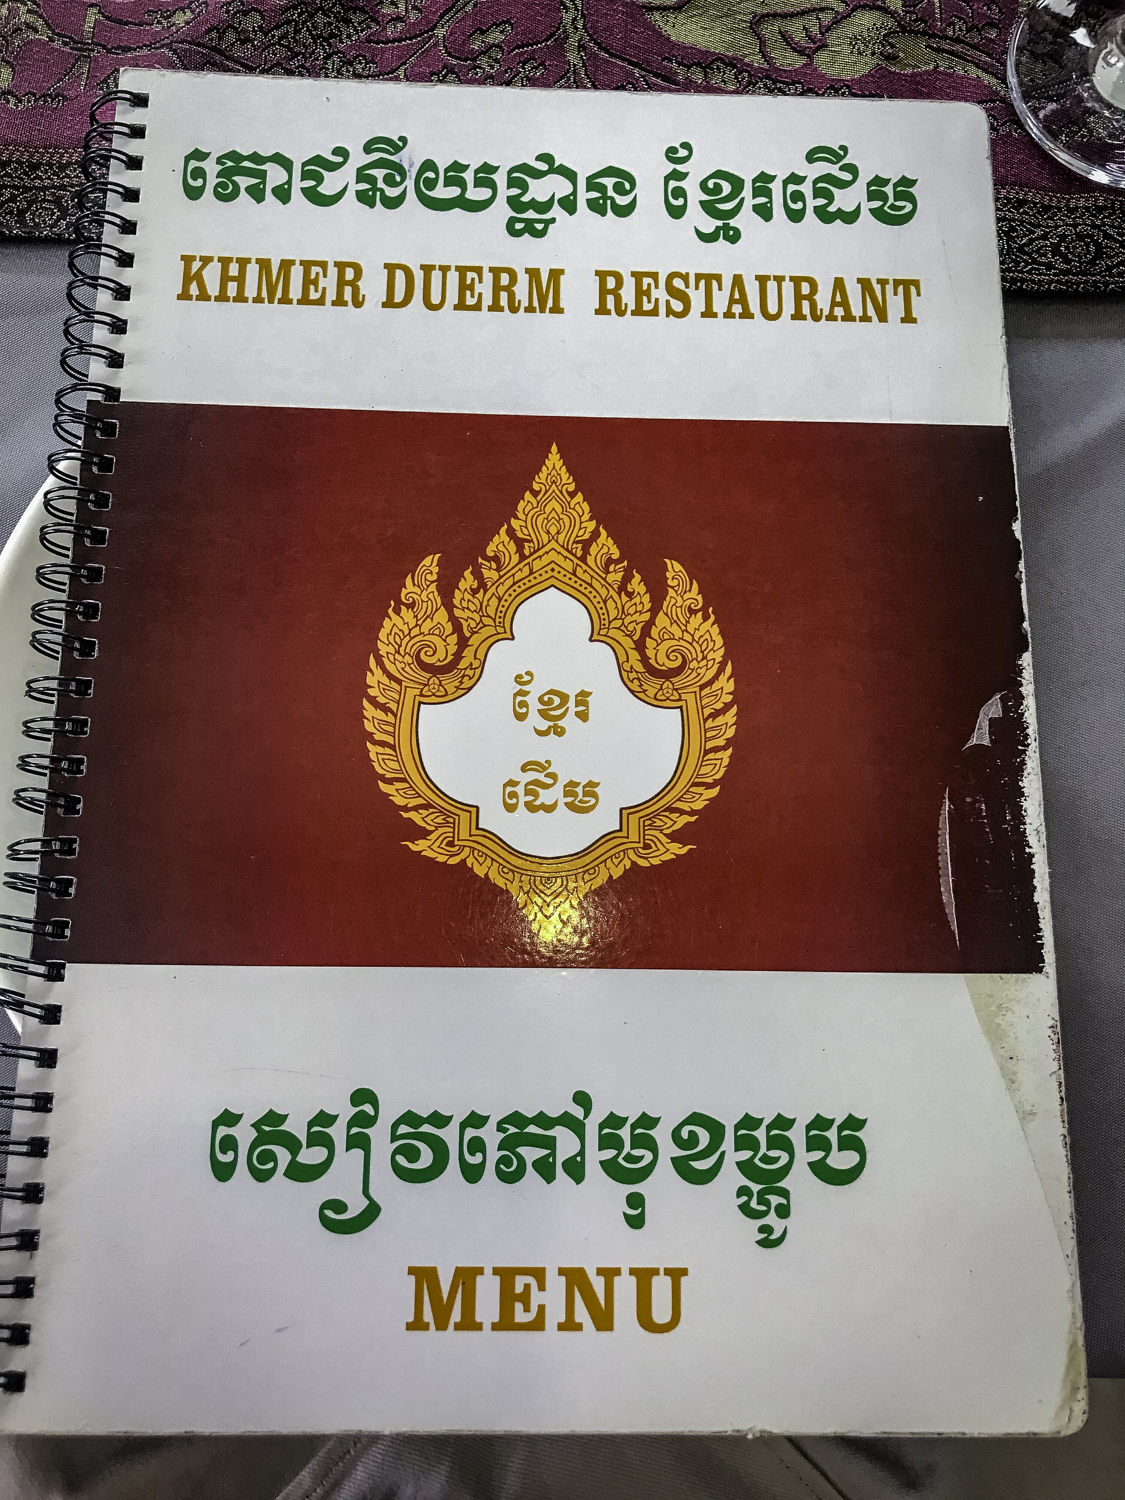 ភោជនីយដ្ឋាន ខ្មែរដើម
KHMER DUERM RESTAURANT
ខ្មែរ
ដើម
សៀវភៅមុខម្ហូប
MENU